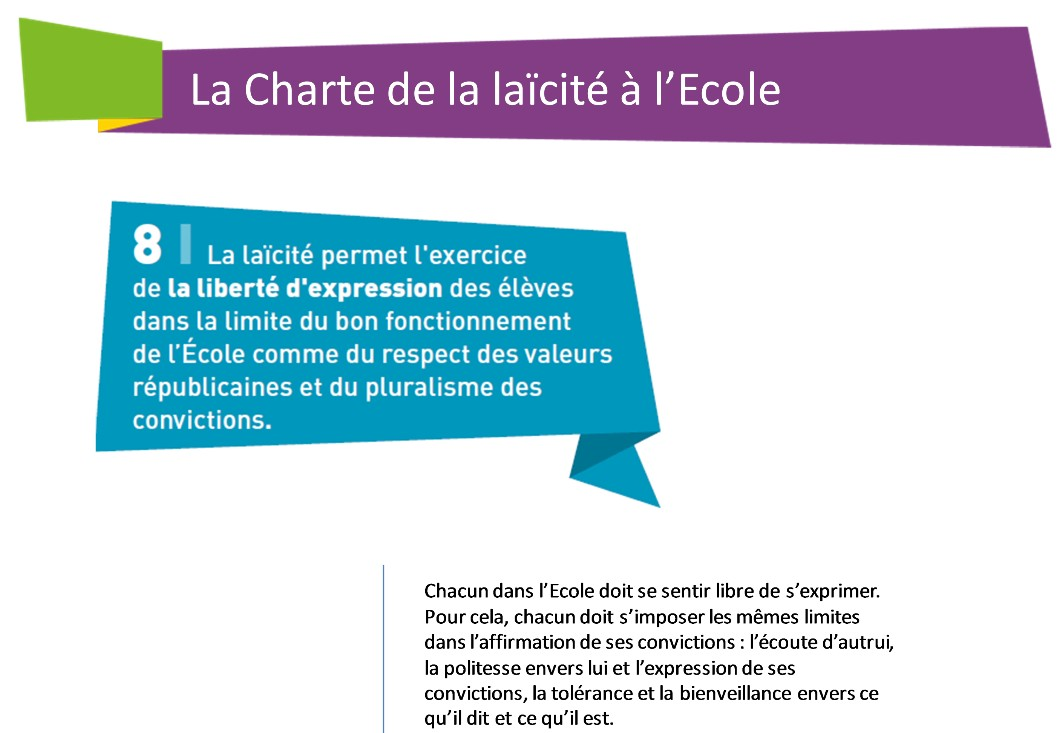 La Charte de la laïcité à l’Ecole
8 | La laïcité permet l'exercice
de la liberté d'expression des élèves
dans la limite du bon fonctionnement
de l’École comme du respect des valeurs
républicaines et du pluralisme des
convictions.
Chacun dans l’Ecole doit se sentir libre de s’exprimer.
Pour cela, chacun doit s’imposer les mêmes limites
dans l’affirmation de ses convictions : l’écoute d’autrui,
la politesse envers lui et l’expression de ses
convictions, la tolérance et la bienveillance envers ce
qu’il dit et ce qu’il est.